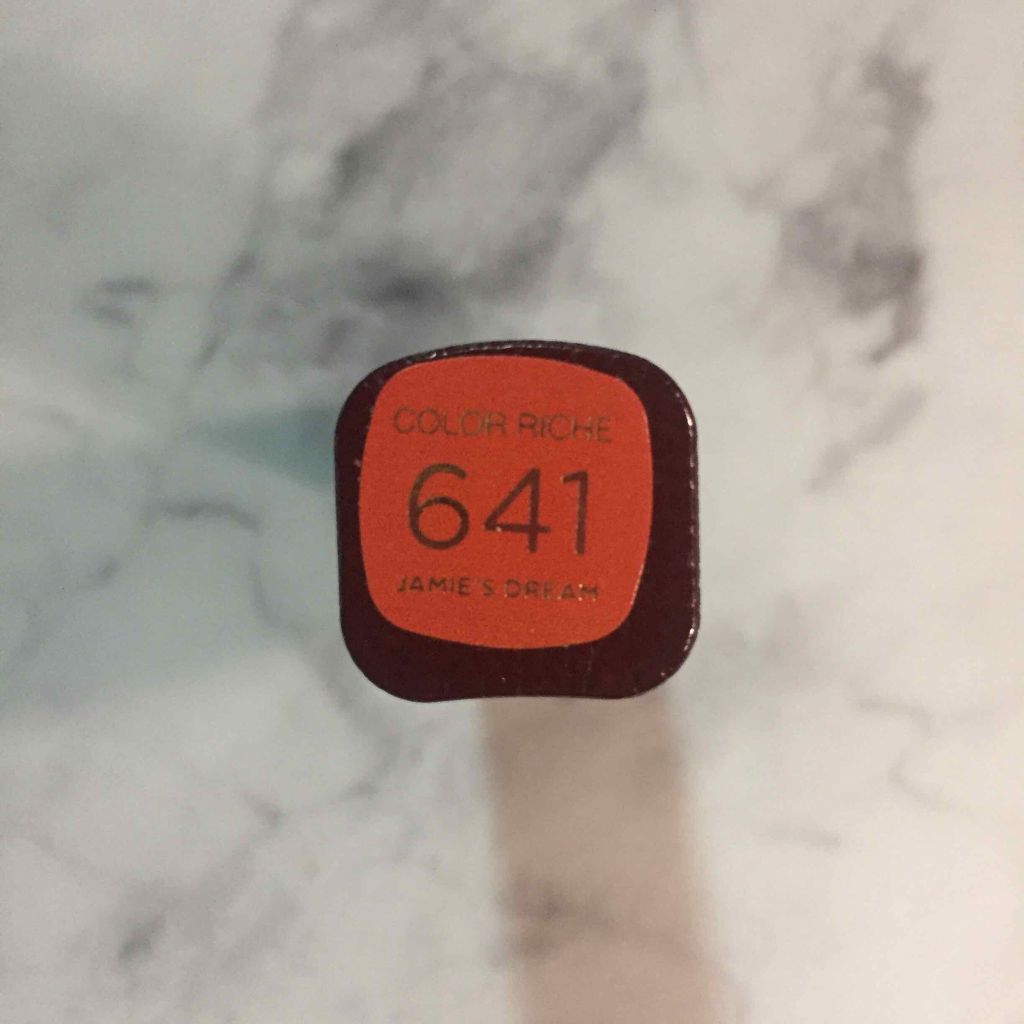 COLOR RICHE
641
JAMIE'S DREAM